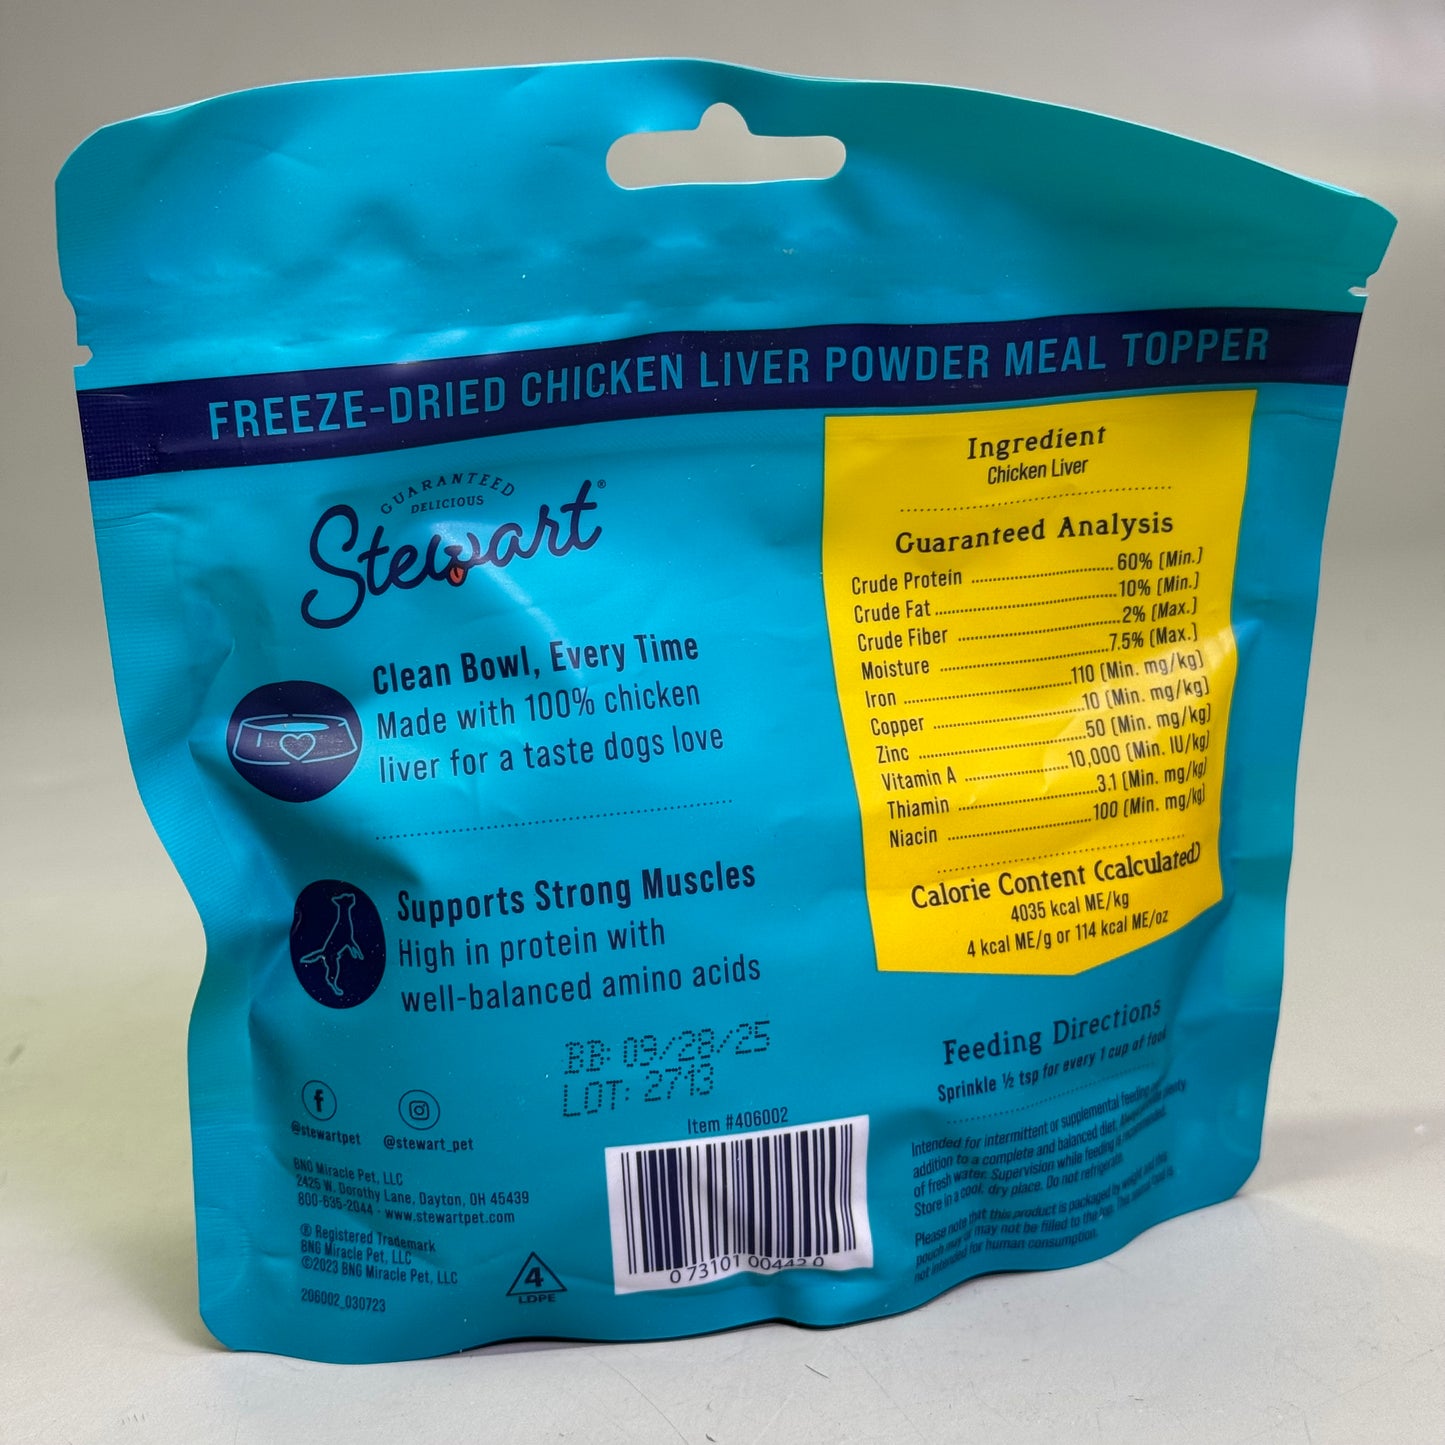 FREEZE-DRIED CHICKEN LIVER POWDER MEAL TOPPER
GUARANTEED
DELICIOUS
Stewart®
Clean Bowl, Every Time
Made with 100% chicken
liver for a taste dogs love
Supports Strong Muscles
High in protein with
well-balanced amino acids
BB: 09/28/25
LOT: 2713
Item #406002
0 73101 00442 0
@stewartpet
@stewart_pet
BNG Miracle Pet, LLC
2425 W. Dorothy Lane, Dayton, OH 45439
800-635-2044 - www.stewartpet.com
® Registered Trademark
BNG Miracle Pet, LLC
©2023 BNG Miracle Pet, LLC
206002_030723
4
LDPE
Ingredient
Chicken Liver
Guaranteed Analysis
Crude Protein ........ 60% (Min.)
Crude Fat ........ 10% (Min.)
Crude Fiber ........ 2% (Max.)
Moisture ........ 7.5% (Max.)
Iron ........ 110 (Min. mg/kg)
Copper ........ 10 (Min. mg/kg)
Zinc ........ 50 (Min. mg/kg)
Vitamin A ........ 10,000 (Min. IU/kg)
Thiamin ........ 3.1 (Min. mg/kg)
Niacin ........ 100 (Min. mg/kg)
Calorie Content (calculated)
4035 kcal ME/kg
4 kcal ME/g or 114 kcal ME/oz
Feeding Directions
Sprinkle ½ tsp for every 1 cup of food
Intended for intermittent or supplemental feeding
addition to a complete and balanced diet. Always plenty
of fresh water. Supervision while feeding is recommended.
Store in a cool, dry place. Do not refrigerate.
Please note that this product is packaged by weight and this
pouch may or may not be filled to the top. This animal food is
not intended for human consumption.